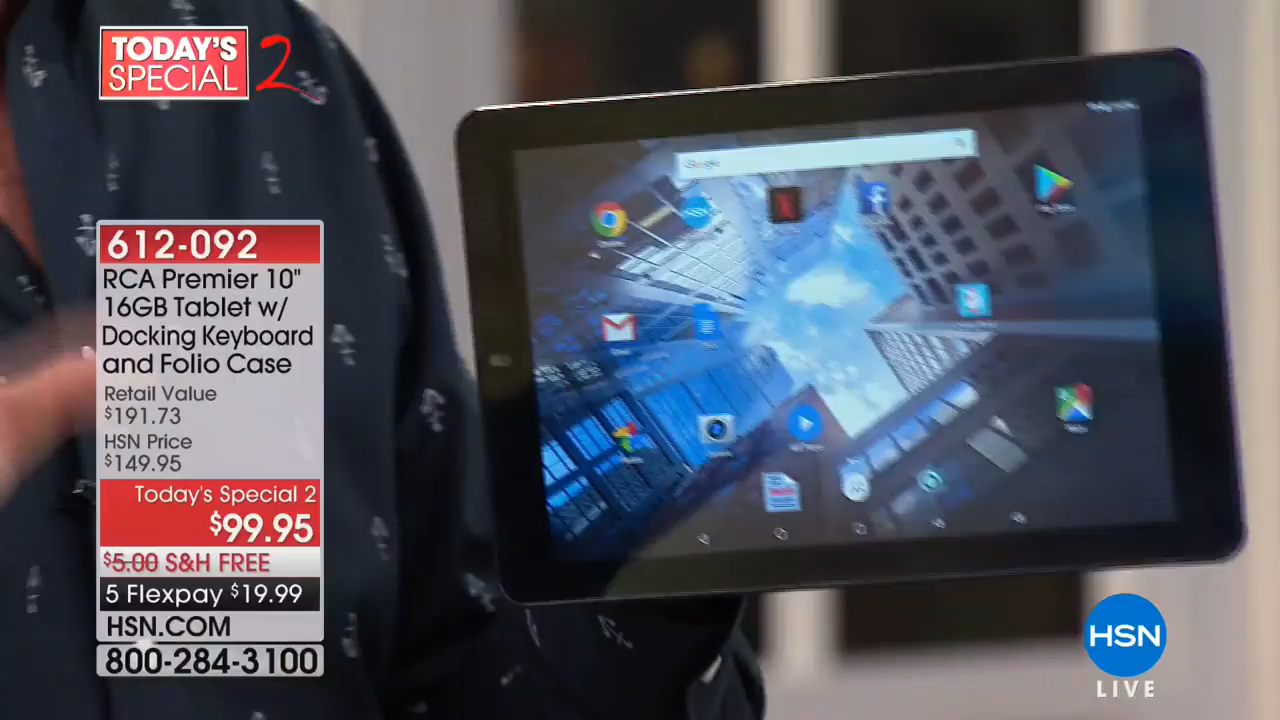 TODAY'S
SPECIAL 2
612-092
RCA Premier 10"
16GB Tablet w/
Docking Keyboard
and Folio Case
Retail Value
$191.73
HSN Price
$149.95
Today's Special 2
$99.95
$5.00 S&H FREE
5 Flexpay $19.99
HSN.COM
800-284-3100
Google
HSN
LIVE